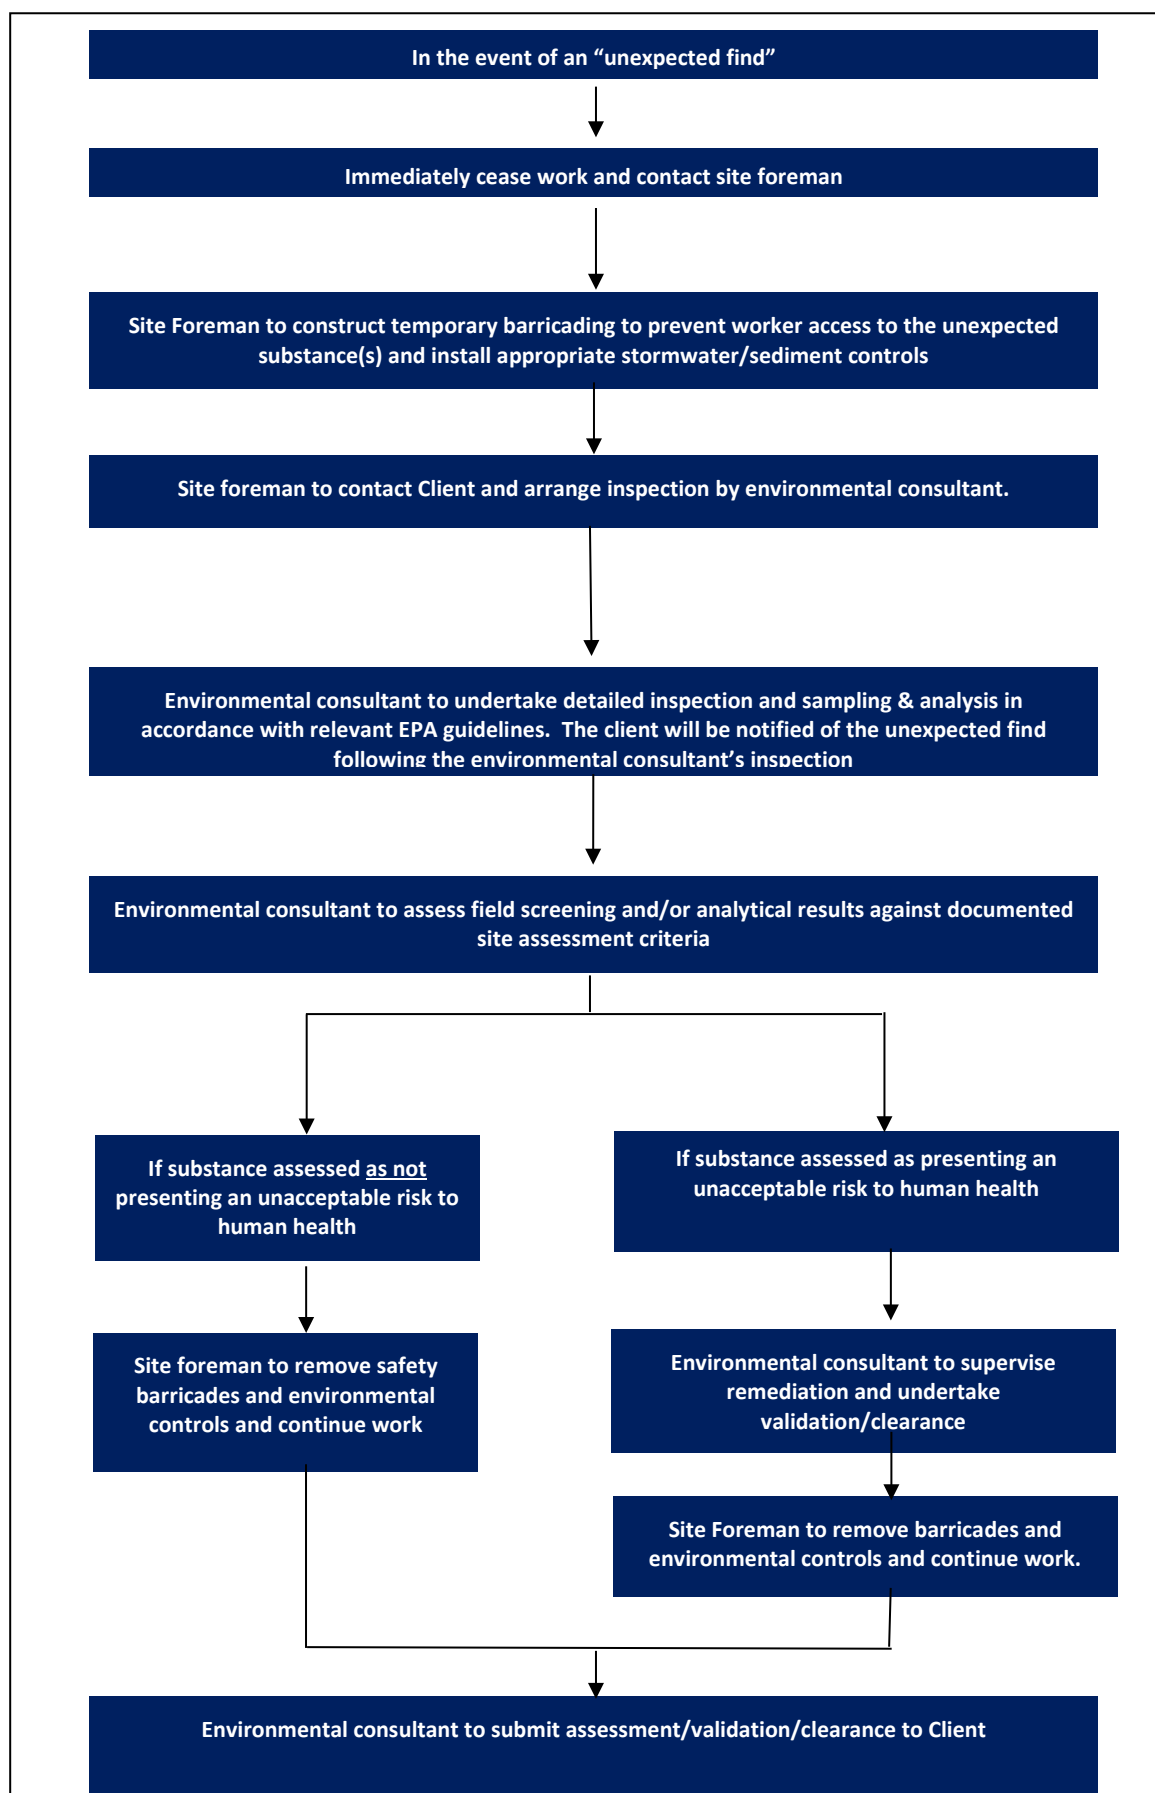 In the event of an “unexpected find”
Immediately cease work and contact site foreman
Site Foreman to construct temporary barricading to prevent worker access to the unexpected
substance(s) and install appropriate stormwater/sediment controls
Site foreman to contact Client and arrange inspection by environmental consultant.
Environmental consultant to undertake detailed inspection and sampling & analysis in
accordance with relevant EPA guidelines.  The client will be notified of the unexpected find
following the environmental consultant’s inspection
Environmental consultant to assess field screening and/or analytical results against documented
site assessment criteria
If substance assessed as not
presenting an unacceptable risk to
human health
If substance assessed as presenting an
unacceptable risk to human health
Site foreman to remove safety
barricades and environmental
controls and continue work
Environmental consultant to supervise
remediation and undertake
validation/clearance
Site Foreman to remove barricades and
environmental controls and continue work.
Environmental consultant to submit assessment/validation/clearance to Client